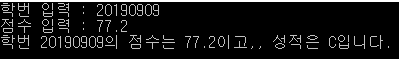 학번 입력 : 20190909
점수 입력 : 77.2
학번 20190909의 점수는 77.2이고,, 성적은 C입니다.